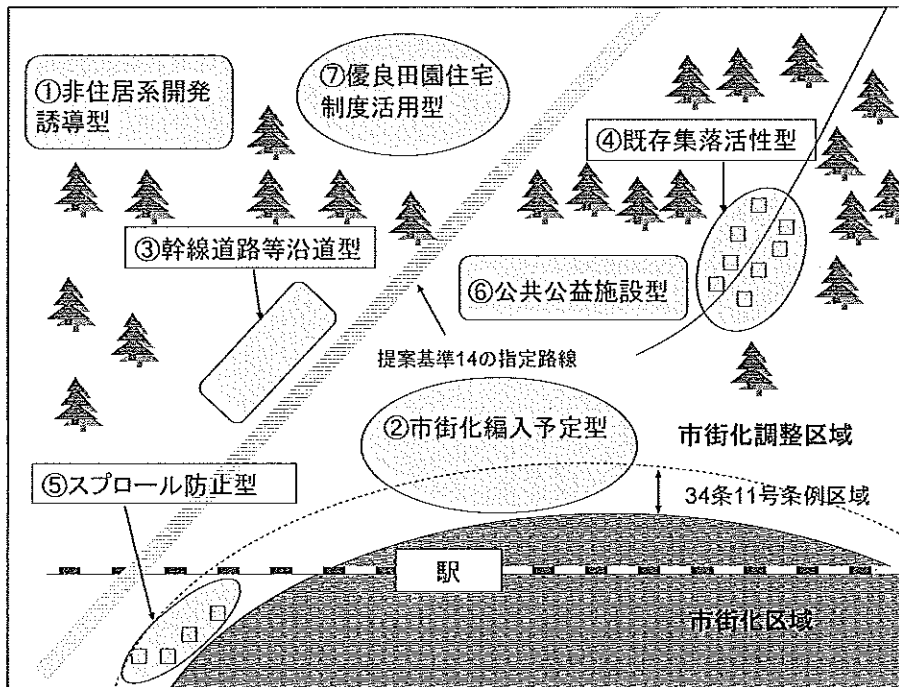 ①非住居系開発
誘導型
⑦優良田園住宅
制度活用型
④既存集落活性型
③幹線道路等沿道型
⑥公共公益施設型
提案基準14の指定路線
②市街化編入予定型
市街化調整区域
⑤スプロール防止型
34条11号条例区域
駅
市街化区域